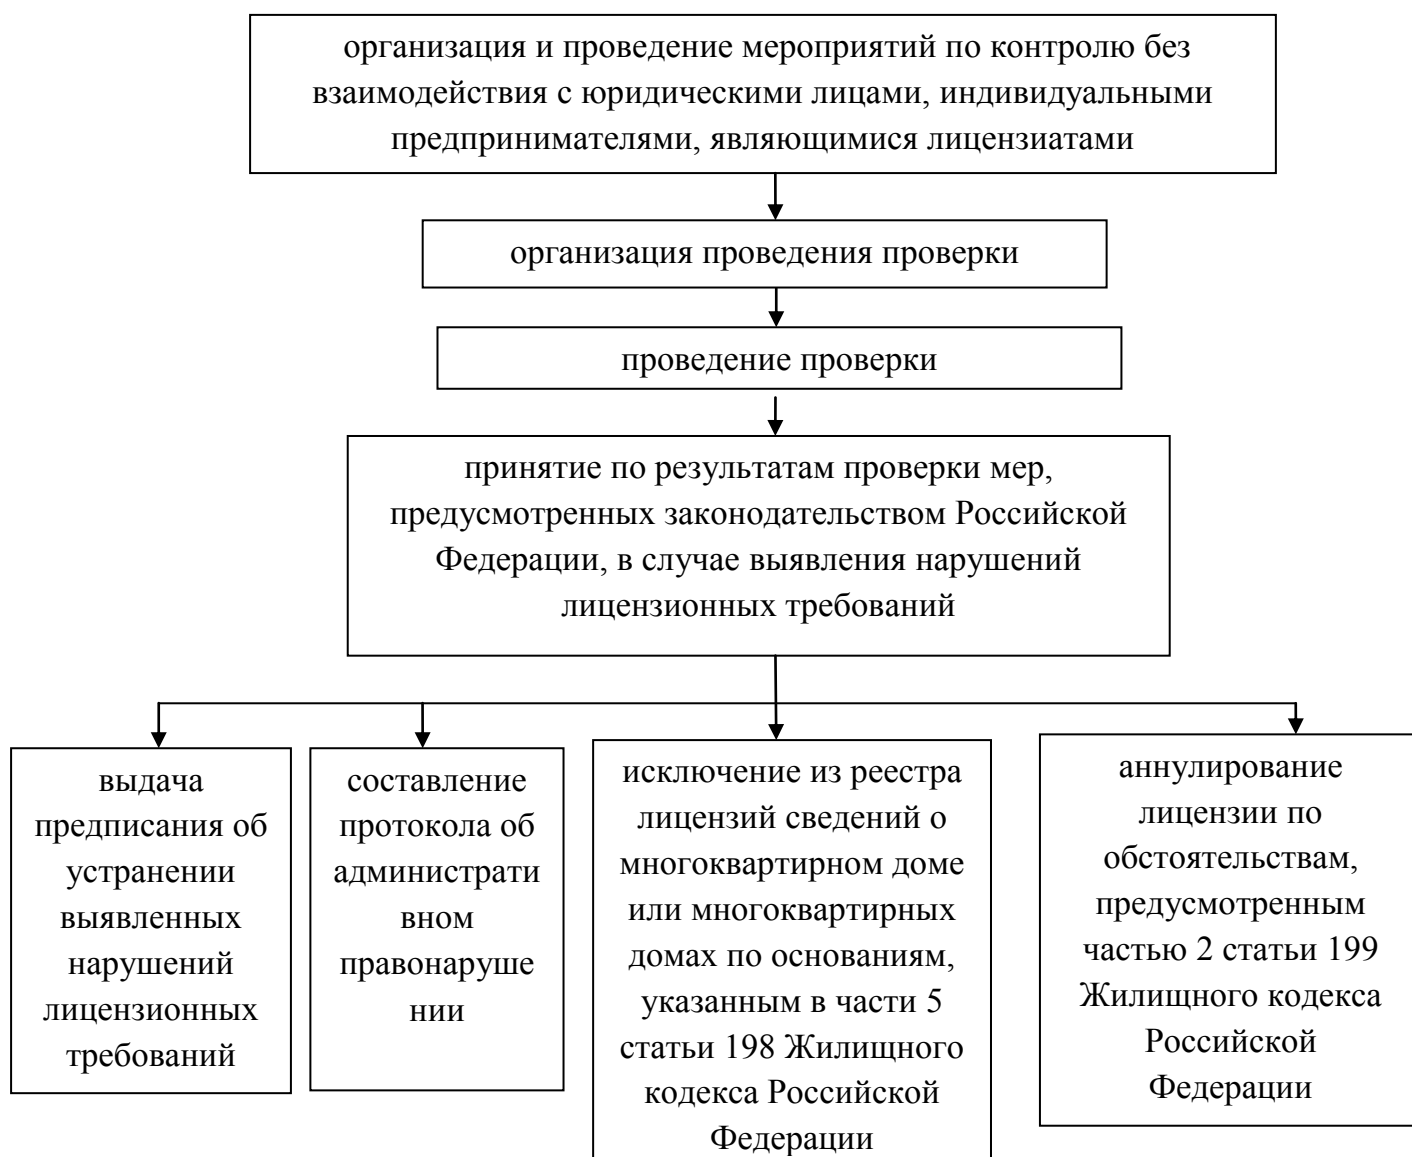 организация и проведение мероприятий по контролю без
взаимодействия с юридическими лицами, индивидуальными
предпринимателями, являющимися лицензиатами
организация проведения проверки
проведение проверки
принятие по результатам проверки мер,
предусмотренных законодательством Российской
Федерации, в случае выявления нарушений
лицензионных требований
выдача
предписания об
устранении
выявленных
нарушений
лицензионных
требований
составление
протокола об
административ
вном
правонаруше
нии
исключение из реестра
лицензий сведений о
многоквартирном доме
или многоквартирных
домах по основаниям,
указанным в части 5
статьи 198 Жилищного
кодекса Российской
Федерации
аннулирование
лицензии по
обстоятельствам,
предусмотренным
частью 2 статьи 199
Жилищного кодекса
Российской
Федерации